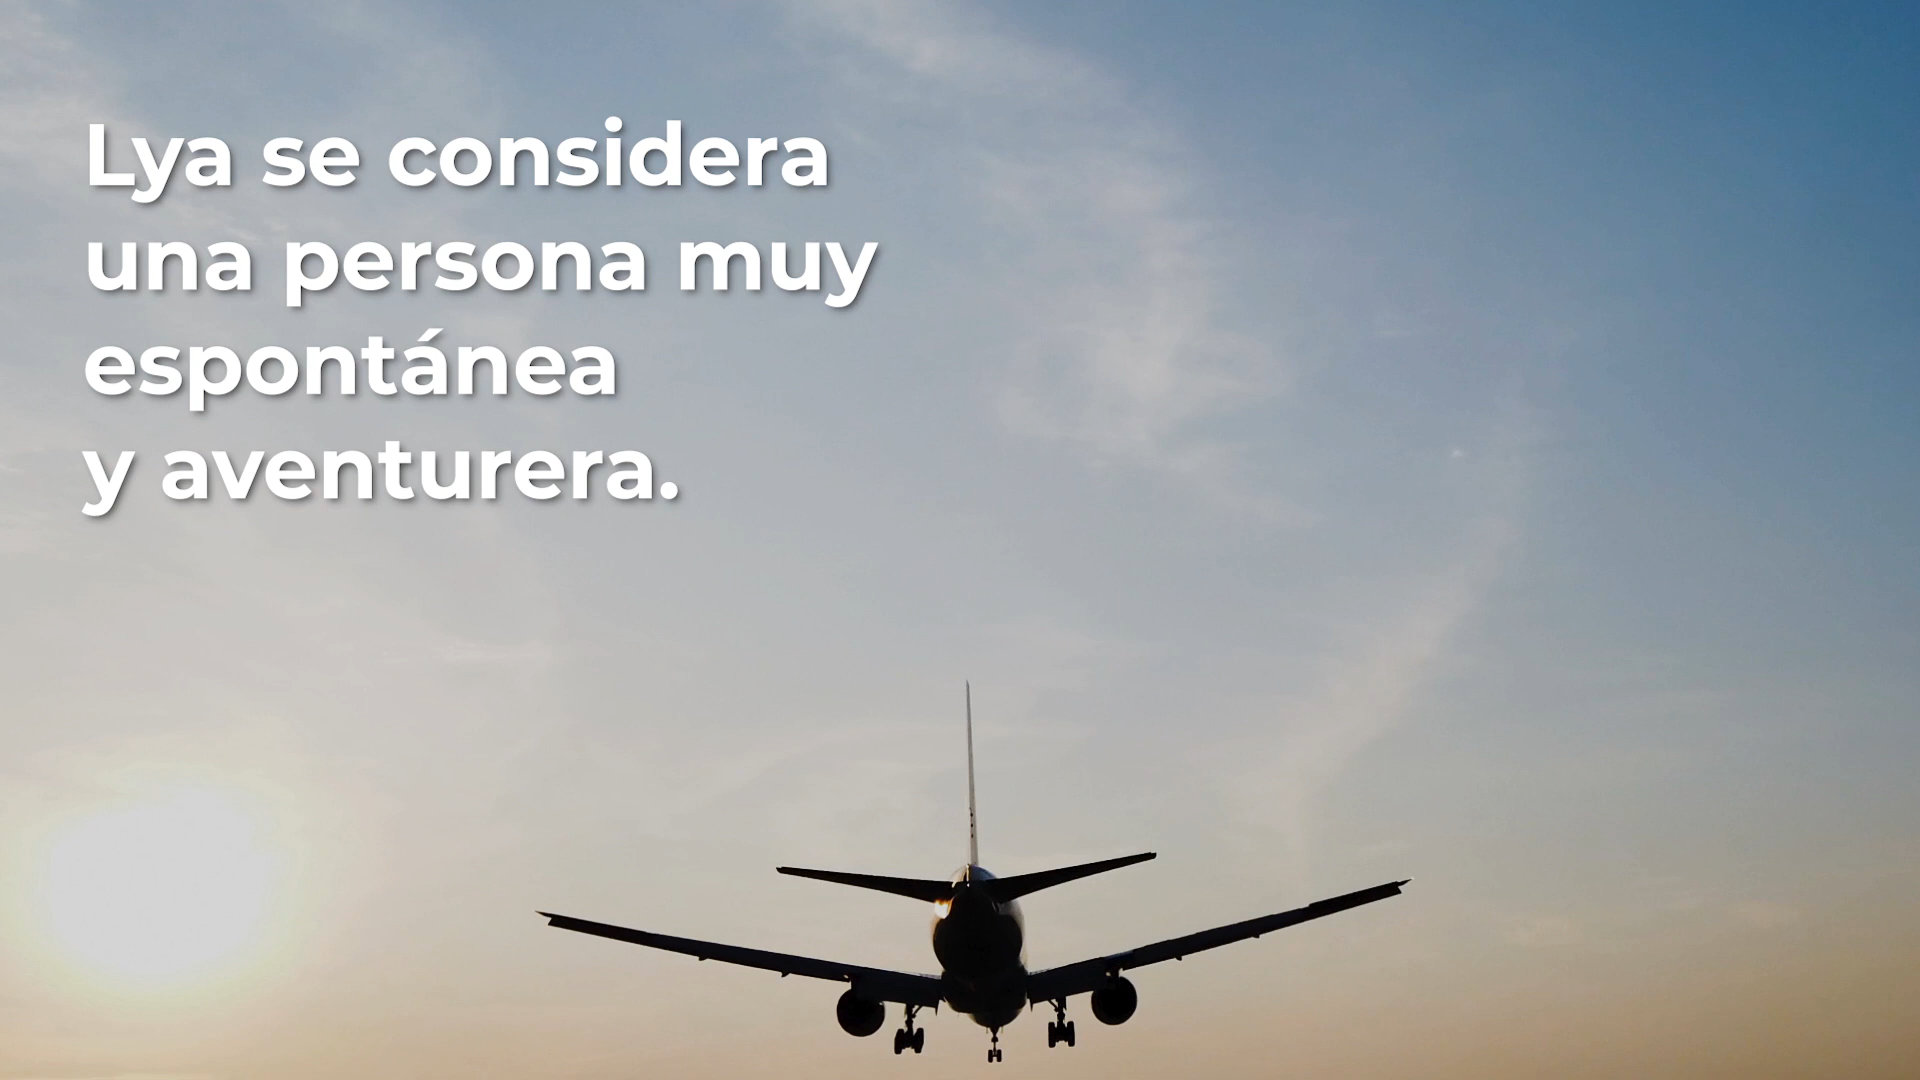 Lya se considera
una persona muy
espontánea
y aventurera.